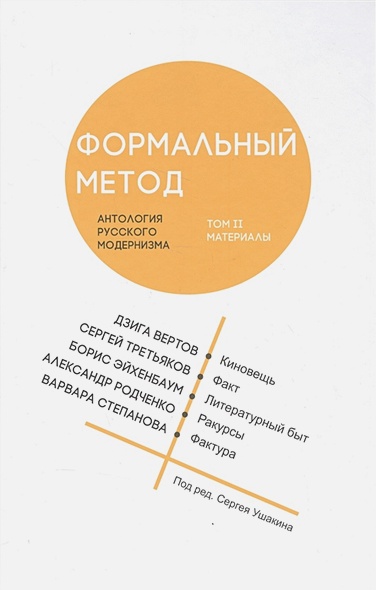 ФОРМАЛЬНЫЙ
МЕТОД
АНТОЛОГИЯ
РУССКОГО
МОДЕРНИЗМА
ТОМ II
МАТЕРИАЛЫ
ДЗИГА ВЕРТОВ • Киновещь
СЕРГЕЙ ТРЕТЬЯКОВ • Факт
БОРИС ЭЙХЕНБАУМ • Литературный быт
АЛЕКСАНДР РОДЧЕНКО • Ракурсы
ВАРВАРА СТЕПАНОВА • Фактура
Под ред. Сергея Ушакина